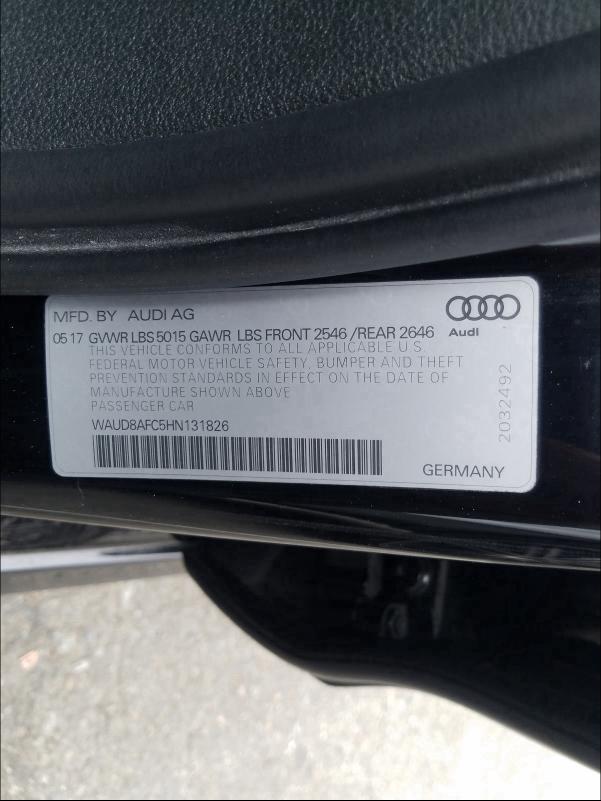 MFD. BY AUDI AG
Audi
05 17 GVWR LBS 5015 GAWR LBS FRONT 2546 /REAR 2646
THIS VEHICLE CONFORMS TO ALL APPLICABLE U.S.
FEDERAL MOTOR VEHICLE SAFETY, BUMPER AND THEFT
PREVENTION STANDARDS IN EFFECT ON THE DATE OF
MANUFACTURE SHOWN ABOVE
PASSENGER CAR
WAUD8AFC5HN131826
GERMANY
2032492